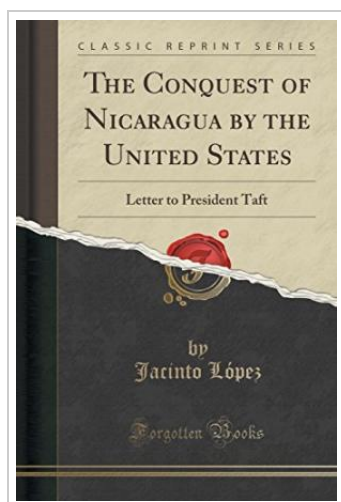 CLASSIC REPRINT SERIES
THE CONQUEST OF
NICARAGUA BY THE
UNITED STATES
Letter to President Taft
by
Jacinto López
Forgotten Books